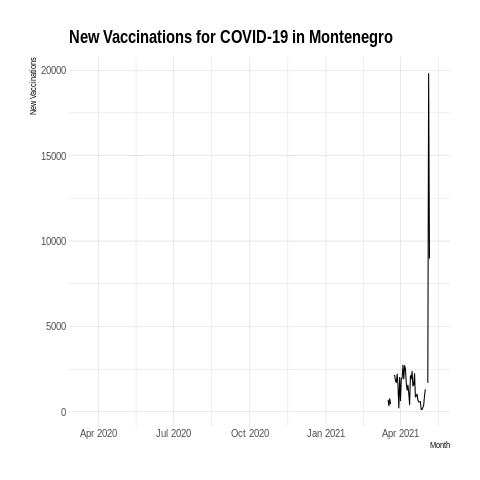 New Vaccinations for COVID-19 in Montenegro
New Vaccinations
20000
15000
10000
5000
0
Apr 2020
Jul 2020
Oct 2020
Jan 2021
Apr 2021
Month